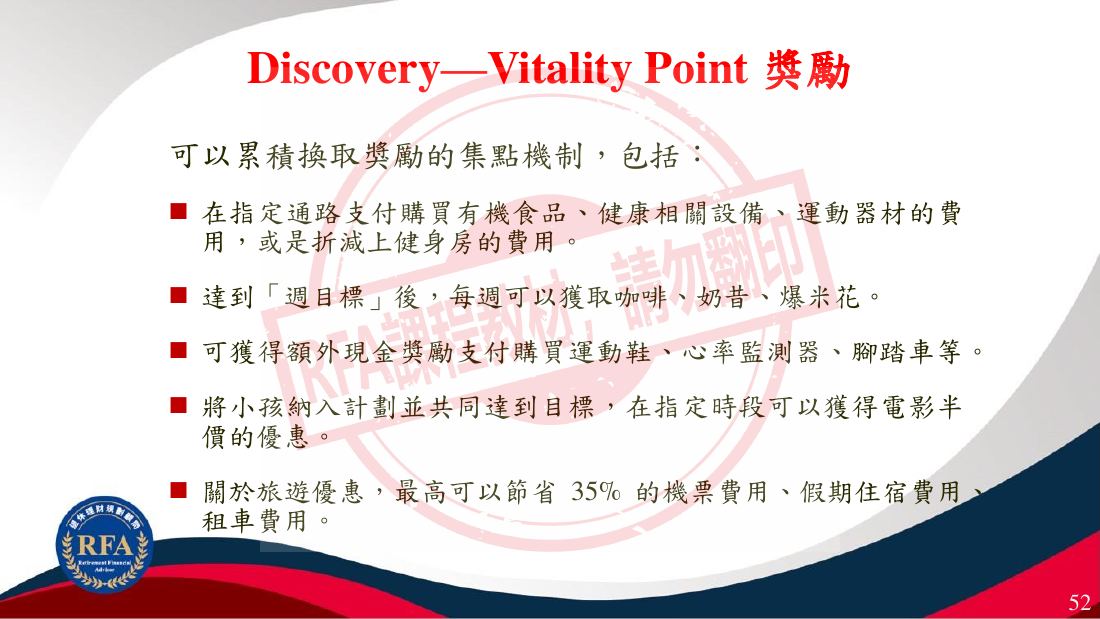 Discovery—Vitality Point 獎勵
可以累積換取獎勵的集點機制，包括：
在指定通路支付購買有機食品、健康相關設備、運動器材的費
用，或是折減上健身房的費用。
達到「週目標」後，每週可以獲取咖啡、奶昔、爆米花。
可獲得額外現金獎勵支付購買運動鞋、心率監測器、腳踏車等。
將小孩納入計劃並共同達到目標，在指定時段可以獲得電影半
價的優惠。
關於旅遊優惠，最高可以節省 35% 的機票費用、假期住宿費用、
租車費用。
RFA課程教材，請勿翻印
退休理財規劃顧問
RFA
Retirement Financial
Advisor
52